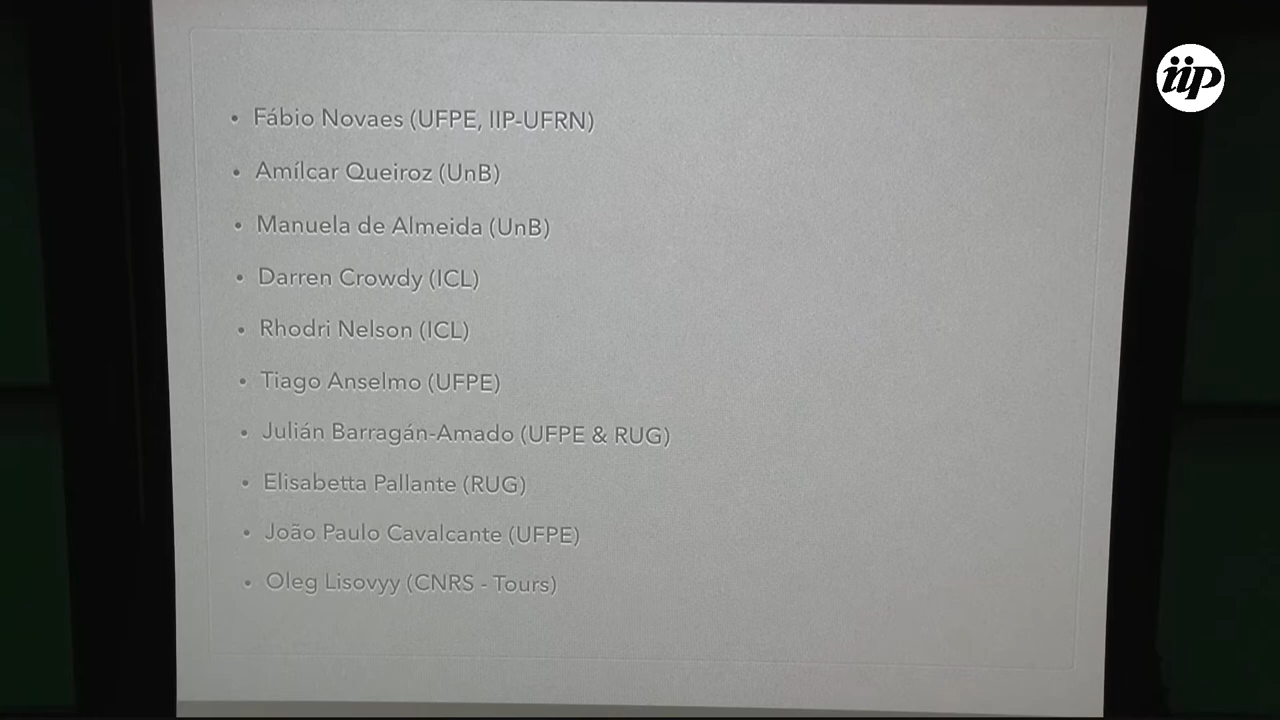 iip
• Fábio Novaes (UFPE, IIP-UFRN)
• Amílcar Queiroz (UnB)
• Manuela de Almeida (UnB)
• Darren Crowdy (ICL)
• Rhodri Nelson (ICL)
• Tiago Anselmo (UFPE)
• Julián Barragán-Amado (UFPE & RUG)
• Elisabetta Pallante (RUG)
• João Paulo Cavalcante (UFPE)
• Oleg Lisovyy (CNRS - Tours)